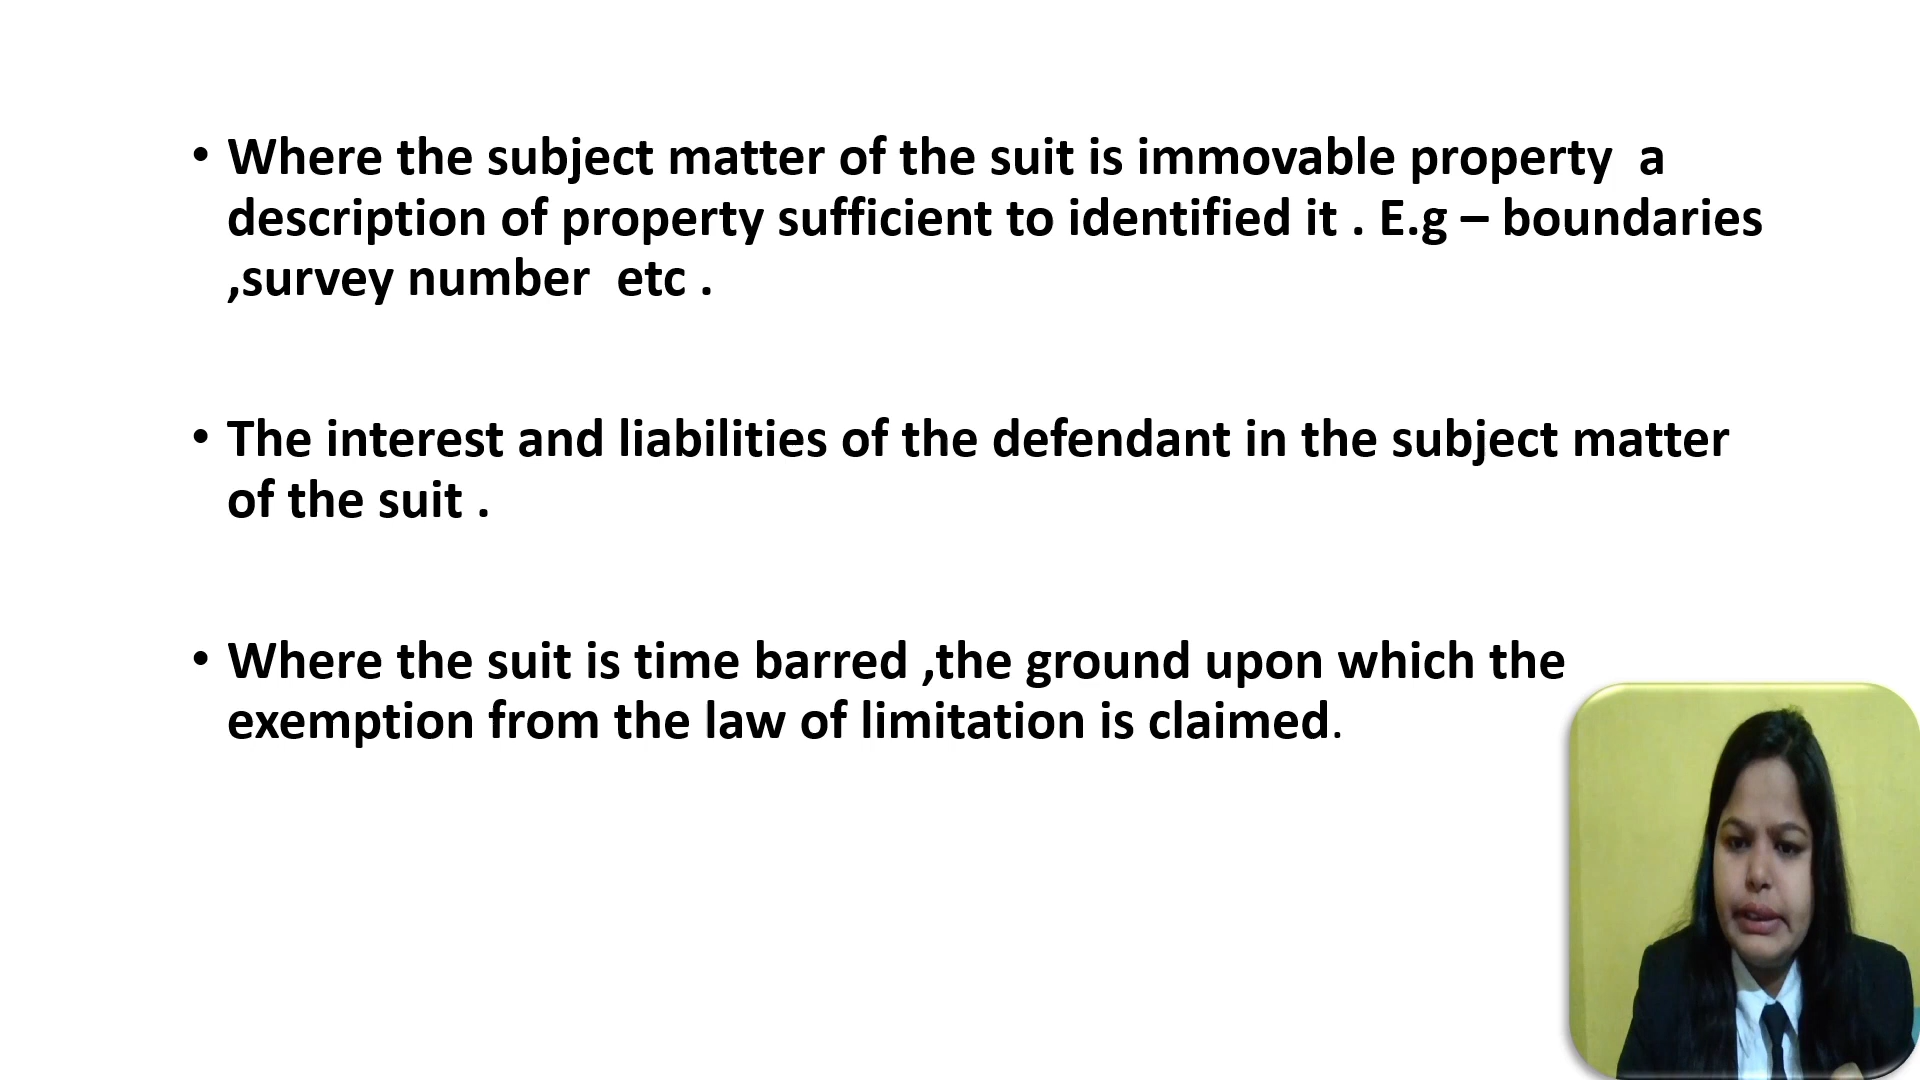 • Where the subject matter of the suit is immovable property  a
description of property sufficient to identified it . E.g – boundaries
,survey number  etc .
• The interest and liabilities of the defendant in the subject matter
of the suit .
• Where the suit is time barred ,the ground upon which the
exemption from the law of limitation is claimed.